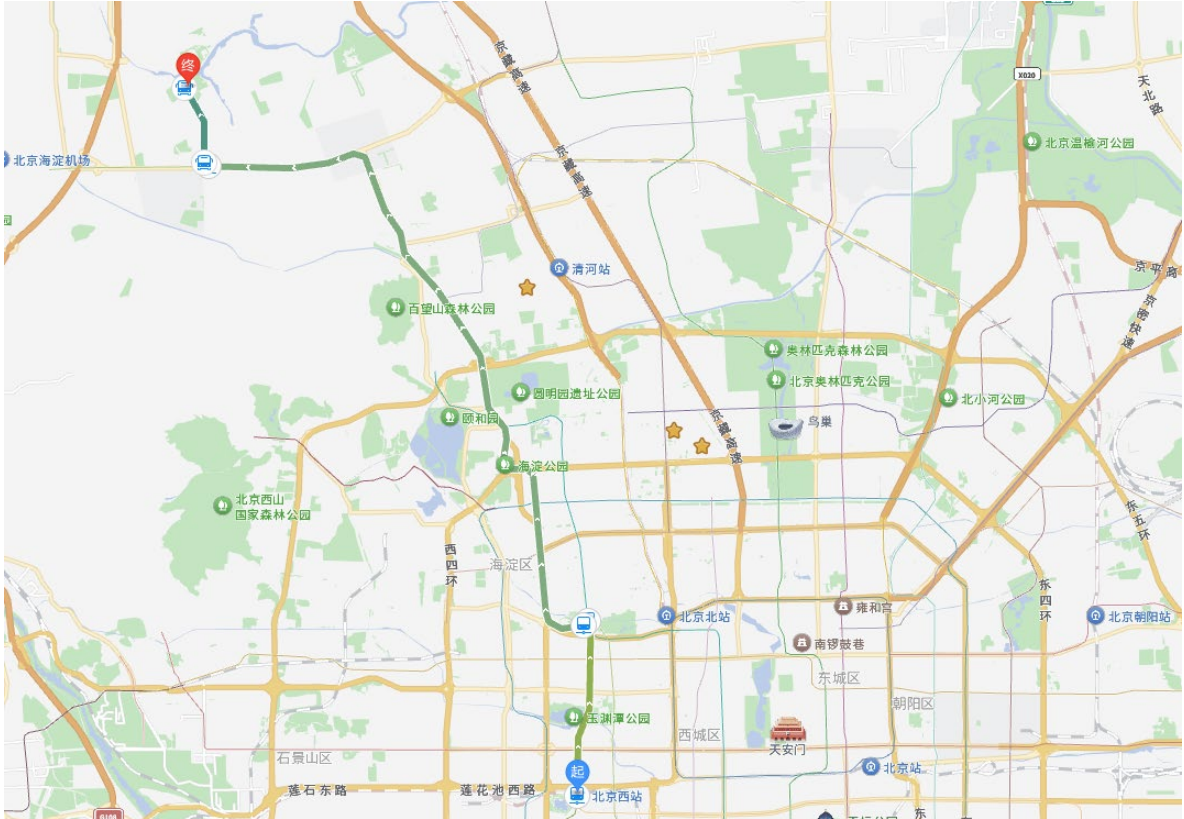 终
京藏高速
X020
天北路
北京温榆河公园
京藏高速
北京海淀机场
园
清河站
京平高
京密快速
百望山森林公园
奥林匹克森林公园
北京奥林匹克公园
圆明园遗址公园
北小河公园
颐和园
京藏高速
鸟巢
海淀公园
北京西山
国家森林公园
东五环
西四环
海淀区
东四环
雍和宫
北京北站
北京朝阳站
南锣鼓巷
东城区
朝阳区
玉渊潭公园
西城区
天安门
石景山区
起
北京站
莲石东路
莲花池西路
北京西站
东